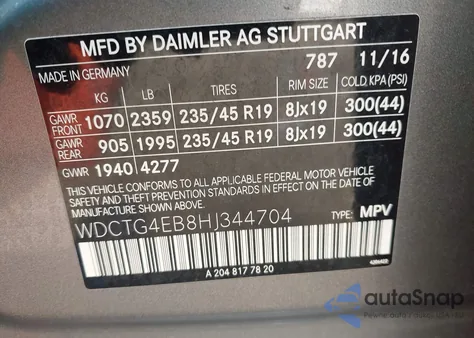 MFD BY DAIMLER AG STUTTGART
MADE IN GERMANY 787 11/16
KG LB TIRES RIM SIZE COLD, KPA (PSI)
GAWR FRONT 1070 2359 235/45 R19 8Jx19 300(44)
GAWR REAR 905 1995 235/45 R19 8Jx19 300(44)
GVWR 1940 4277
THIS VEHICLE CONFORMS TO ALL APPLICABLE FEDERAL MOTOR VEHICLE
SAFETY AND THEFT PREVENTION STANDARDS IN EFFECT ON THE DATE OF
MANUFACTURE SHOWN ABOVE.
WDCTG4EB8HJ344704 TYPE: MPV
A 204 817 78 20
autoSnap